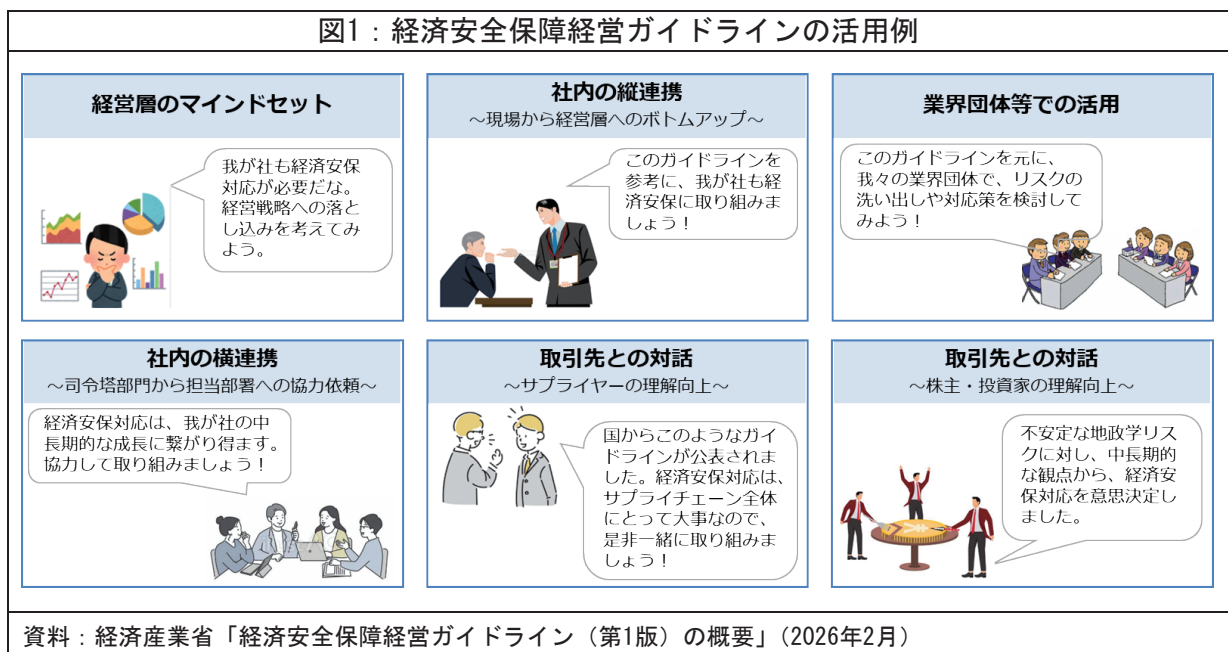 図1：経済安全保障経営ガイドラインの活用例
経営層のマインドセット
我が社も経済安保
対応が必要だな。
経営戦略への落と
し込みを考えてみ
よう。
社内の縦連携
～現場から経営層へのボトムアップ～
このガイドラインを
参考に、我が社も経
済安保に取り組みま
しょう！
業界団体等での活用
このガイドラインを元に、
我々の業界団体で、リスクの
洗い出しや対応策を検討して
みよう！
社内の横連携
～司令塔部門から担当部署への協力依頼～
経済安保対応は、我が社の中
長期的な成長に繋がり得ます。
協力して取り組みましょう！
取引先との対話
～サプライヤーの理解向上～
国からこのようなガイ
ドラインが公表されま
した。経済安保対応は、
サプライチェーン全体
にとって大事なので、
是非一緒に取り組みま
しょう！
取引先との対話
～株主・投資家の理解向上～
不安定な地政学リス
クに対し、中長期的
な観点から、経済安
保対応を意思決定し
ました。
資料：経済産業省「経済安全保障経営ガイドライン（第1版）の概要」（2026年2月）